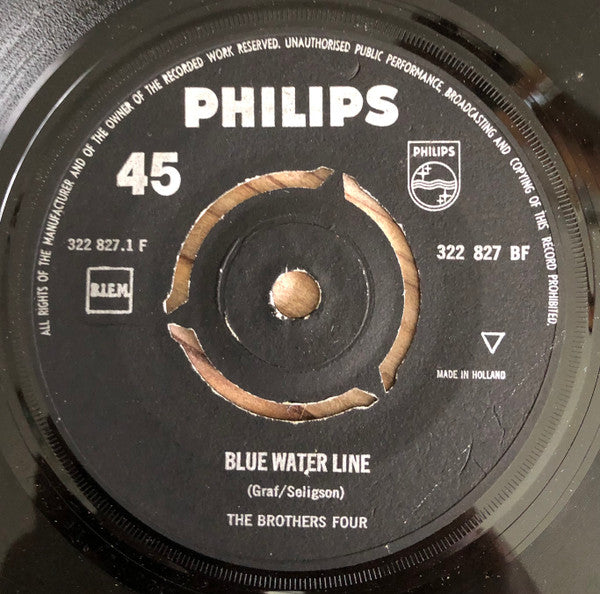 ALL RIGHTS OF THE MANUFACTURER AND OF THE OWNER OF THE RECORDED WORK RESERVED. UNAUTHORISED PUBLIC PERFORMANCE, BROADCASTING AND COPYING OF THIS RECORD PROHIBITED.
PHILIPS
45
PHILIPS
322 827.1 F
322 827 BF
B.I.E.M.
MADE IN HOLLAND
BLUE WATER LINE
(Graf/Seligson)
THE BROTHERS FOUR